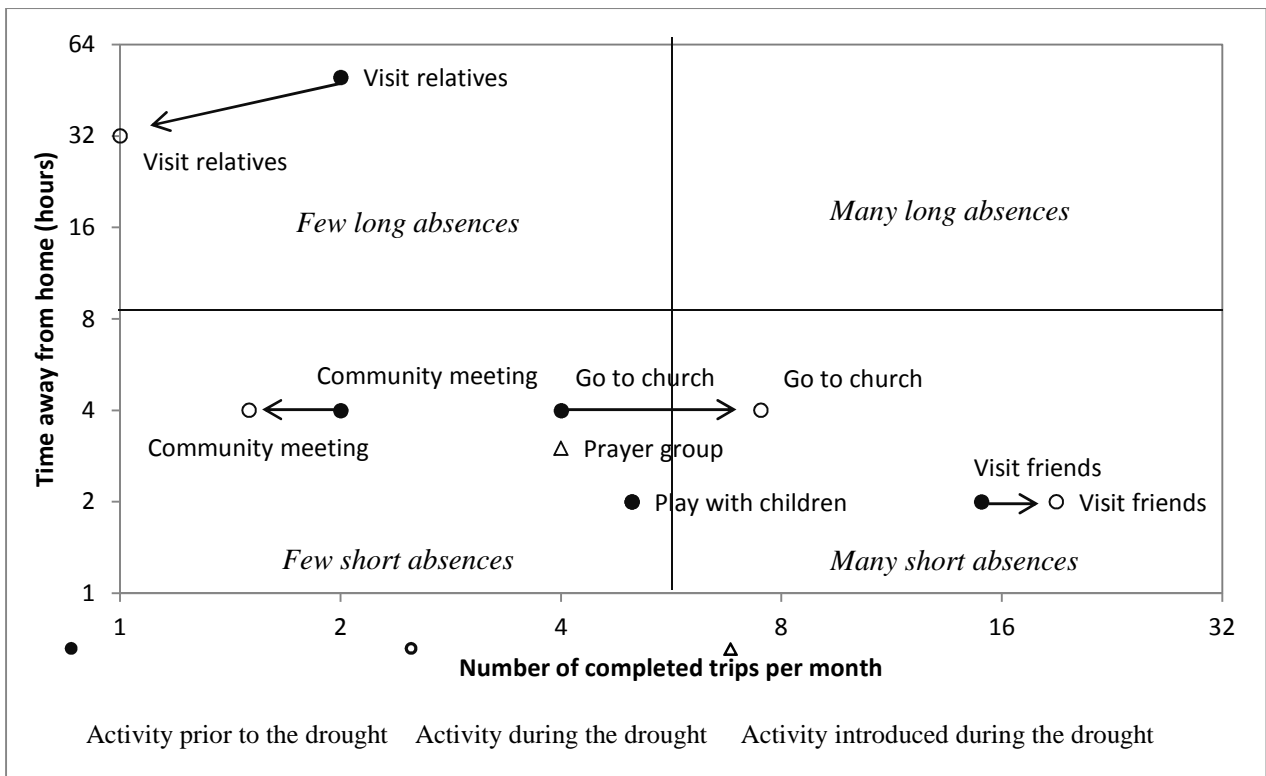 64
Visit relatives
32
Visit relatives
16
Few long absences
Many long absences
8
Community meeting
Go to church
Go to church
4
Community meeting
Prayer group
Visit friends
2
Play with children
Visit friends
Few short absences
Many short absences
1
Time away from home (hours)
1 2 4 8 16 32
Number of completed trips per month
Activity prior to the drought Activity during the drought Activity introduced during the drought